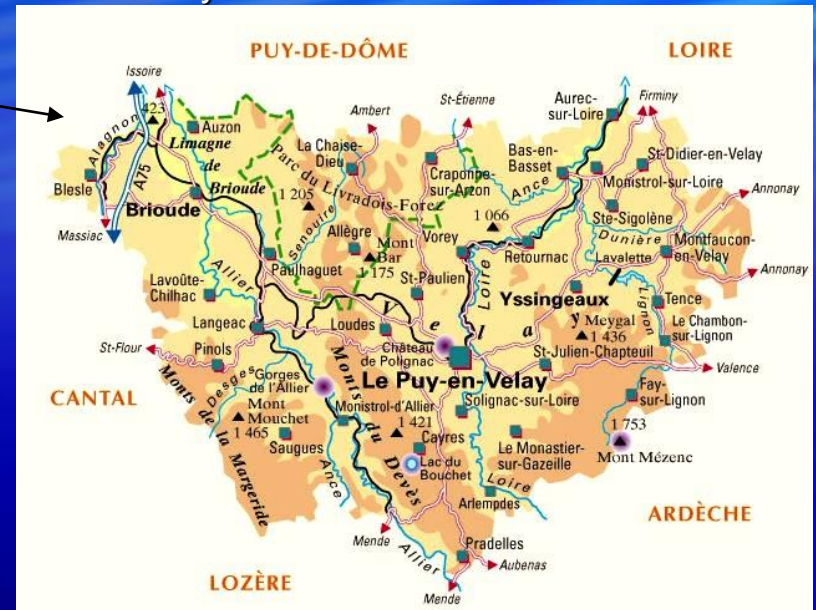 PUY-DE-DÔME
LOIRE
Issoire
Ambert
St-Étienne
Firminy
423
Alagnon
A75
Auzon
Limagne
de
Brioude
Aurec-
sur-Loire
La Chaise-
Dieu
Parc du Livradois-Forez
Craponne-
sur-Arzon
Bas-en-
Basset
Ance
St-Didier-en-Velay
Monistrol-sur-Loire
Blesle
Brioude
1 205
Senouire
1 066
Ste-Sigolène
Annonay
Massiac
Allègre
Mont
Bar
1 175
Vorey
Retournac
Dunière
Lavalette
Montfaucon-
en-Velay
Annonay
Paulhaguet
Allier
Lavoûte-
Chilhac
St-Paulien
Loire
Yssingeaux
Lignon
Tence
Langeac
Loudes
Velay
Meygal
1 436
Le Chambon-
sur-Lignon
St-Flour
Pinols
Château
de Polignac
Le Puy-en-Velay
St-Julien-Chapteuil
Valence
CANTAL
Desges
Gorges
de l'Allier
Monts du Devès
Solignac-sur-Loire
Fay-
sur-Lignon
Monts de la Margeride
Mont
Mouchet
1 465
Monistrol-d'Allier
1 421
Cayres
Le Monastier-
sur-Gazeille
1 753
Mont Mézenc
Saugues
Ance
Lac du
Bouchet
Loire
Arlempdes
ARDÈCHE
Mende
Allier
Pradelles
Aubenas
LOZÈRE
Mende